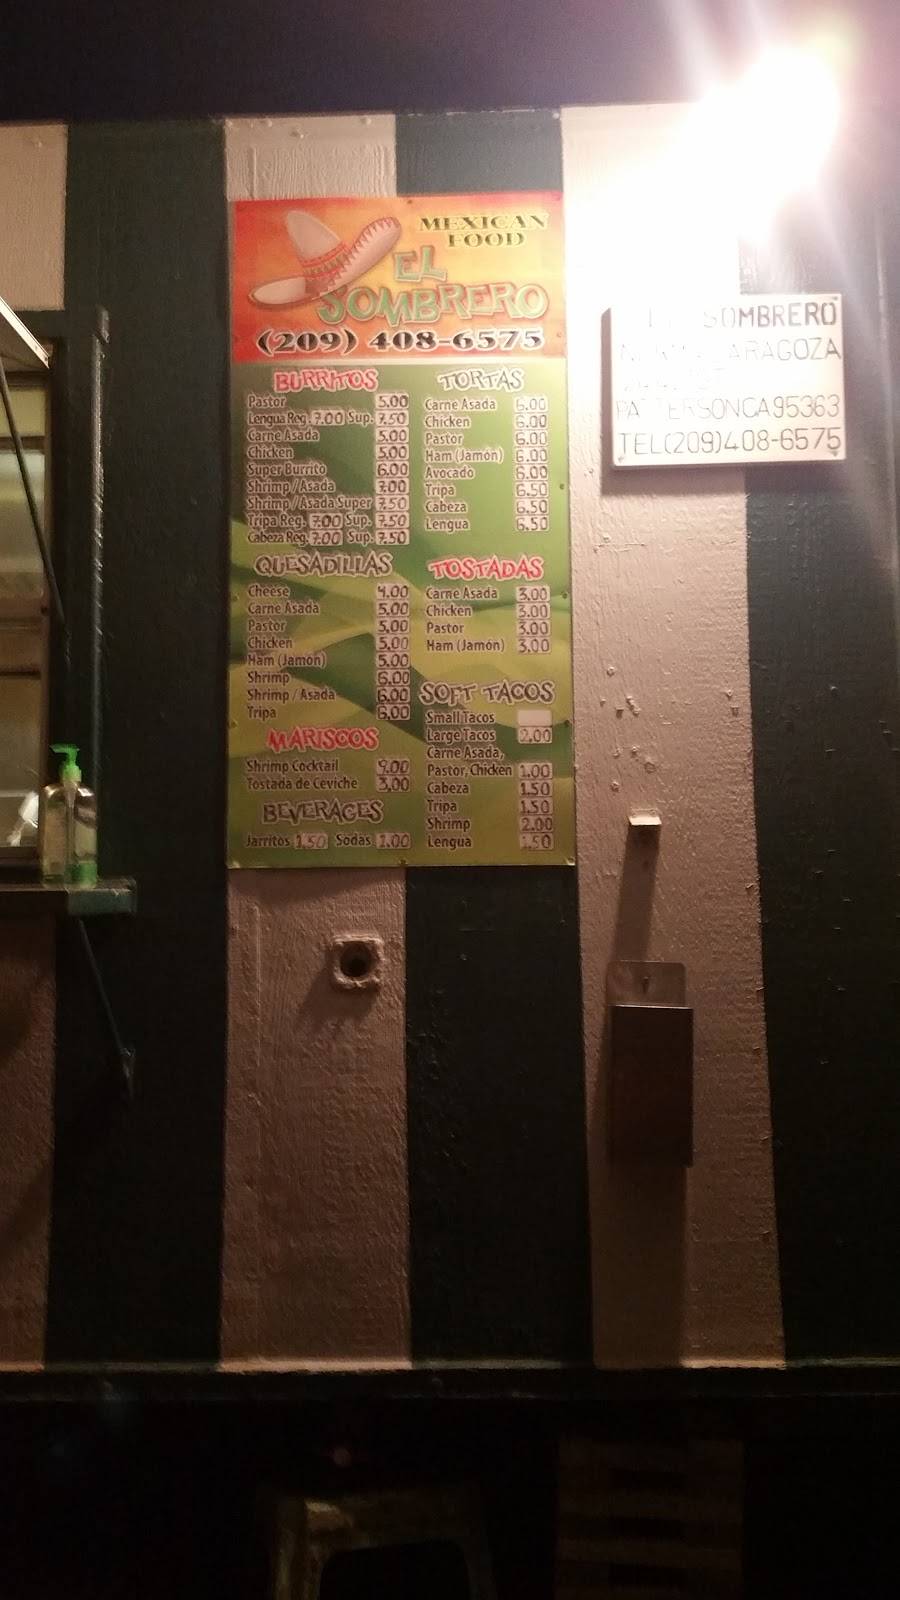 MEXICAN
FOOD
EL
SOMBRERO
(209) 408-6575
BURRITOS
Pastor 5.00
Lengua Reg. 7.00 Sup. 7.50
Carne Asada 5.00
Chicken 5.00
Super Burrito 6.00
Shrimp / Asada 7.00
Shrimp / Asada Super 7.50
Tripa Reg. 7.00 Sup. 7.50
Cabeza Reg. 7.00 Sup. 7.50
QUESADILLAS
Cheese 4.00
Carne Asada 5.00
Pastor 5.00
Chicken 5.00
Ham (Jamón) 5.00
Shrimp 6.00
Shrimp / Asada 6.00
Tripa 6.00
MARISCOS
Shrimp Cocktail 9.00
Tostada de Ceviche 3.00
BEVERAGES
Jarritos 1.50 Sodas 1.00
TORTAS
Carne Asada 6.00
Chicken 6.00
Pastor 6.00
Ham (Jamón) 6.00
Avocado 6.00
Tripa 6.50
Cabeza 6.50
Lengua 6.50
TOSTADAS
Carne Asada 3.00
Chicken 3.00
Pastor 3.00
Ham (Jamón) 3.00
SOFT TACOS
Small Tacos
Large Tacos 2.00
Carne Asada,
Pastor, Chicken 1.00
Cabeza 1.50
Tripa 1.50
Shrimp 2.00
Lengua 1.50
SOMBRERO
PATTERSON CA 95363
TEL (209) 408-6575